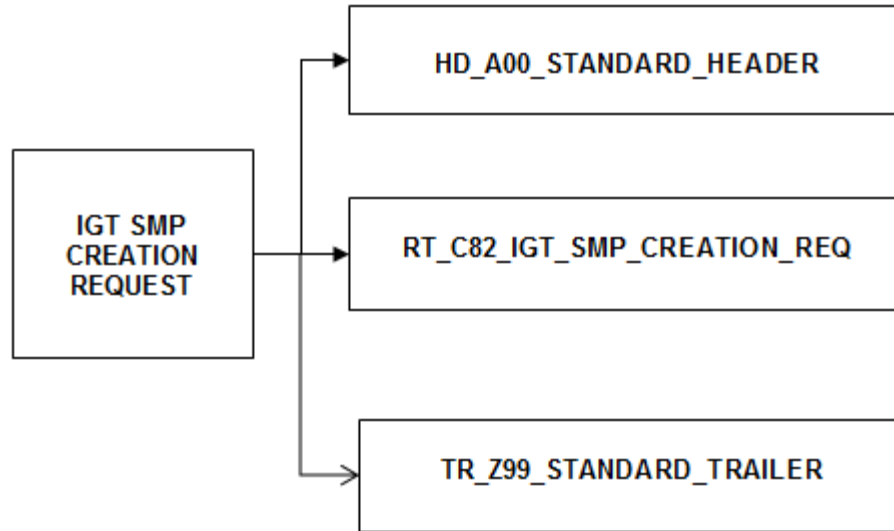 HD_A00_STANDARD_HEADER
IGT SMP
CREATION
REQUEST
RT_C82_IGT_SMP_CREATION_REQ
TR_Z99_STANDARD_TRAILER